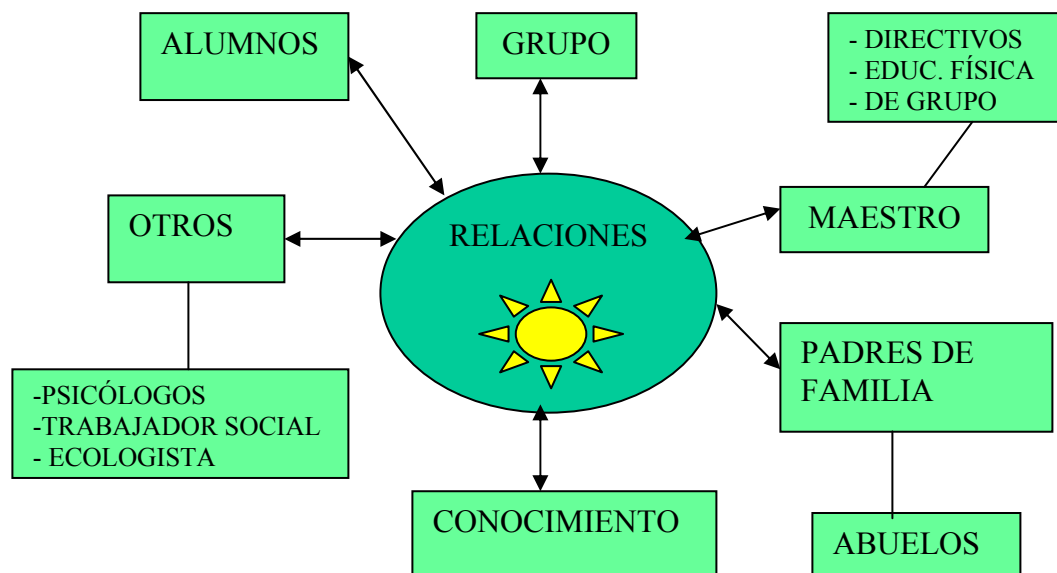 ALUMNOS
GRUPO
- DIRECTIVOS
- EDUC. FÍSICA
- DE GRUPO
OTROS
RELACIONES
MAESTRO
PADRES DE
FAMILIA
-PSICÓLOGOS
-TRABAJADOR SOCIAL
- ECOLOGISTA
CONOCIMIENTO
ABUELOS